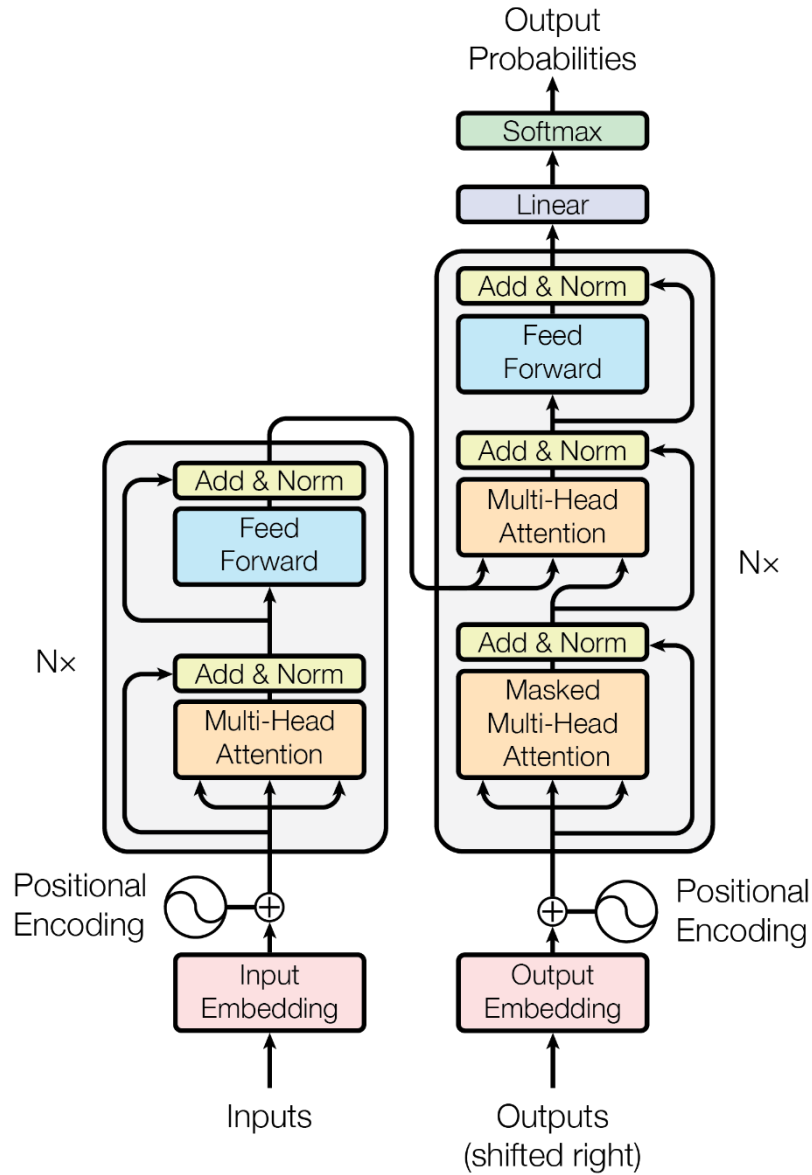 Output
Probabilities
Softmax
Linear
Add & Norm
Feed
Forward
Add & Norm
Multi-Head
Attention
Add & Norm
Masked
Multi-Head
Attention
N×
Add & Norm
Feed
Forward
Add & Norm
Multi-Head
Attention
N×
Positional
Encoding
Positional
Encoding
Input
Embedding
Output
Embedding
Inputs
Outputs
(shifted right)